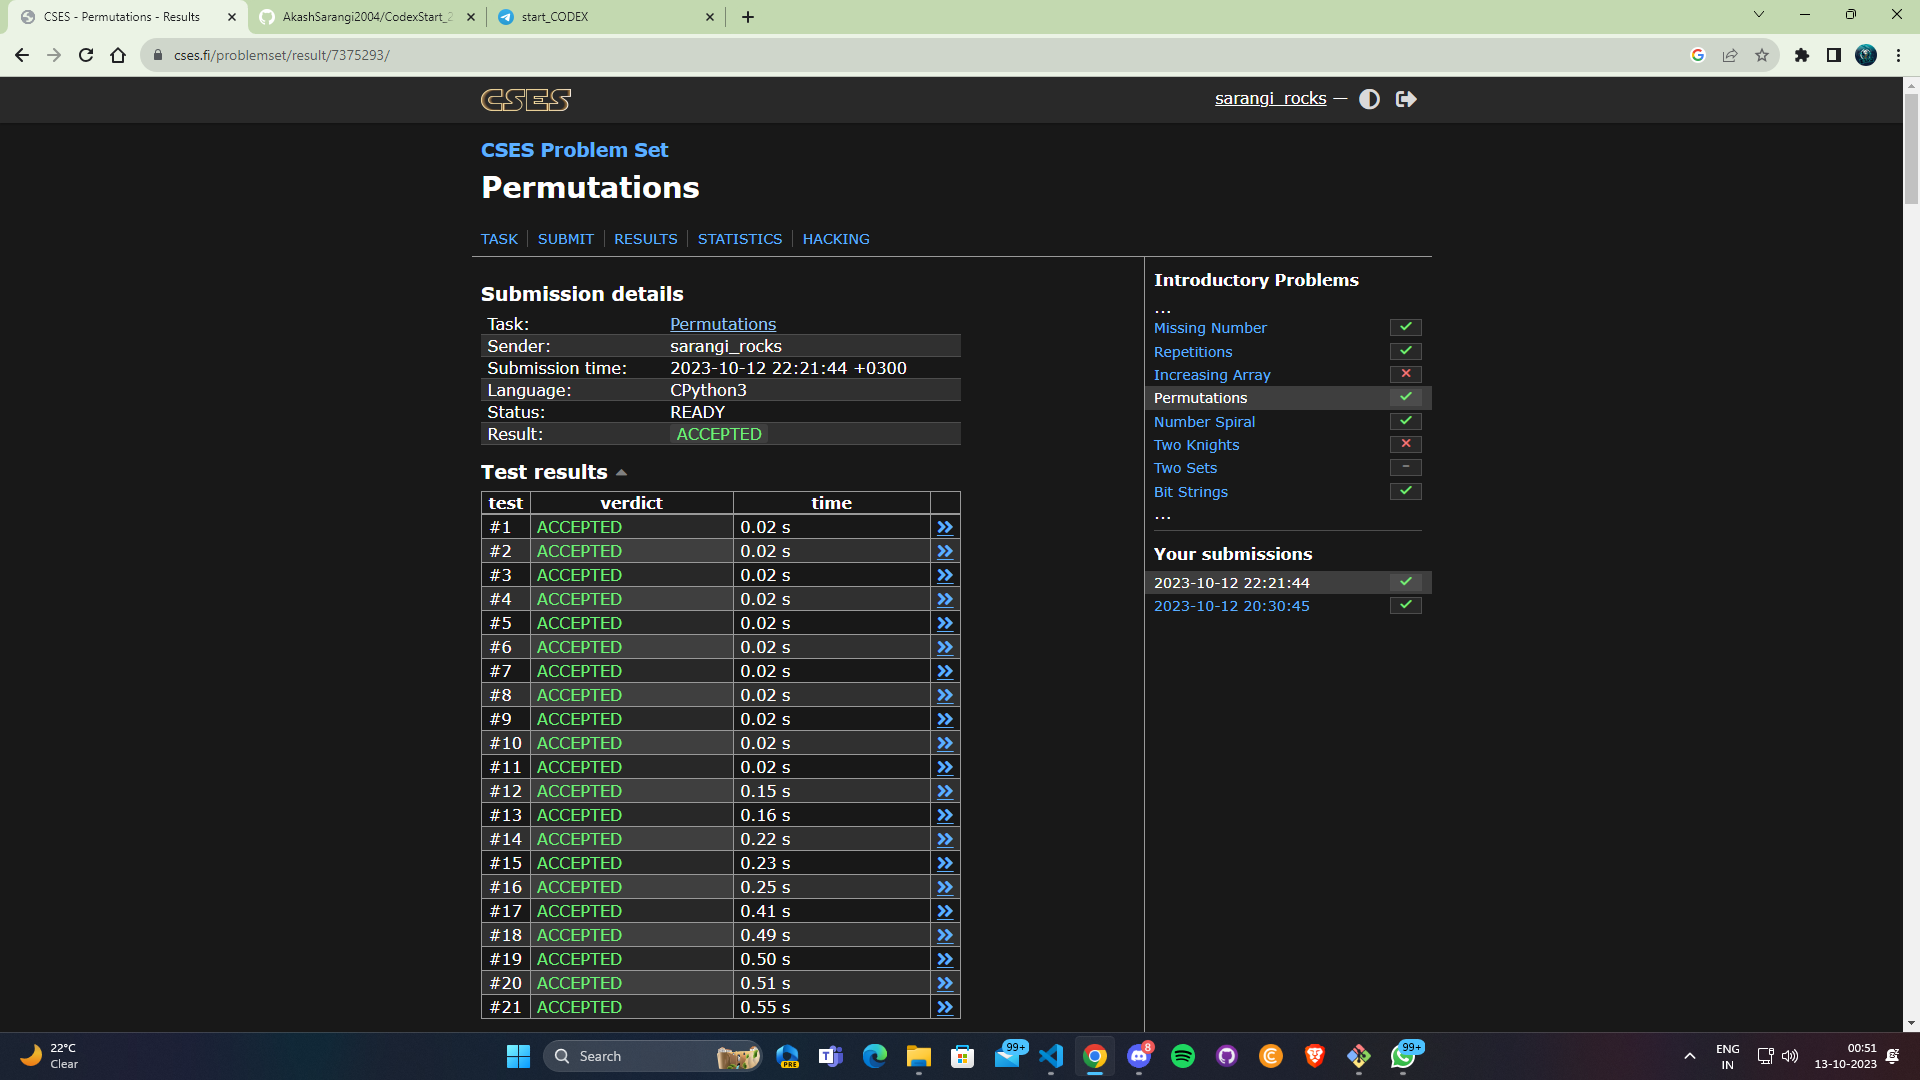 CSES - Permutations - Results
AkashSarangi2004/CodexStart_2
start_CODEX
cses.fi/problemset/result/7375293/
CSES
sarangi_rocks —
CSES Problem Set
Permutations
TASK SUBMIT RESULTS STATISTICS HACKING
Submission details
Task: Permutations
Sender: sarangi_rocks
Submission time: 2023-10-12 22:21:44 +0300
Language: CPython3
Status: READY
Result: ACCEPTED
Test results
test verdict time
#1 ACCEPTED 0.02 s
#2 ACCEPTED 0.02 s
#3 ACCEPTED 0.02 s
#4 ACCEPTED 0.02 s
#5 ACCEPTED 0.02 s
#6 ACCEPTED 0.02 s
#7 ACCEPTED 0.02 s
#8 ACCEPTED 0.02 s
#9 ACCEPTED 0.02 s
#10 ACCEPTED 0.02 s
#11 ACCEPTED 0.02 s
#12 ACCEPTED 0.15 s
#13 ACCEPTED 0.16 s
#14 ACCEPTED 0.22 s
#15 ACCEPTED 0.23 s
#16 ACCEPTED 0.25 s
#17 ACCEPTED 0.41 s
#18 ACCEPTED 0.49 s
#19 ACCEPTED 0.50 s
#20 ACCEPTED 0.51 s
#21 ACCEPTED 0.55 s
Introductory Problems
...
Missing Number
Repetitions
Increasing Array
Permutations
Number Spiral
Two Knights
Two Sets
Bit Strings
...
Your submissions
2023-10-12 22:21:44
2023-10-12 20:30:45
22°C
Clear
Search
PRE
99+
8
99+
ENG
IN
00:51
13-10-2023